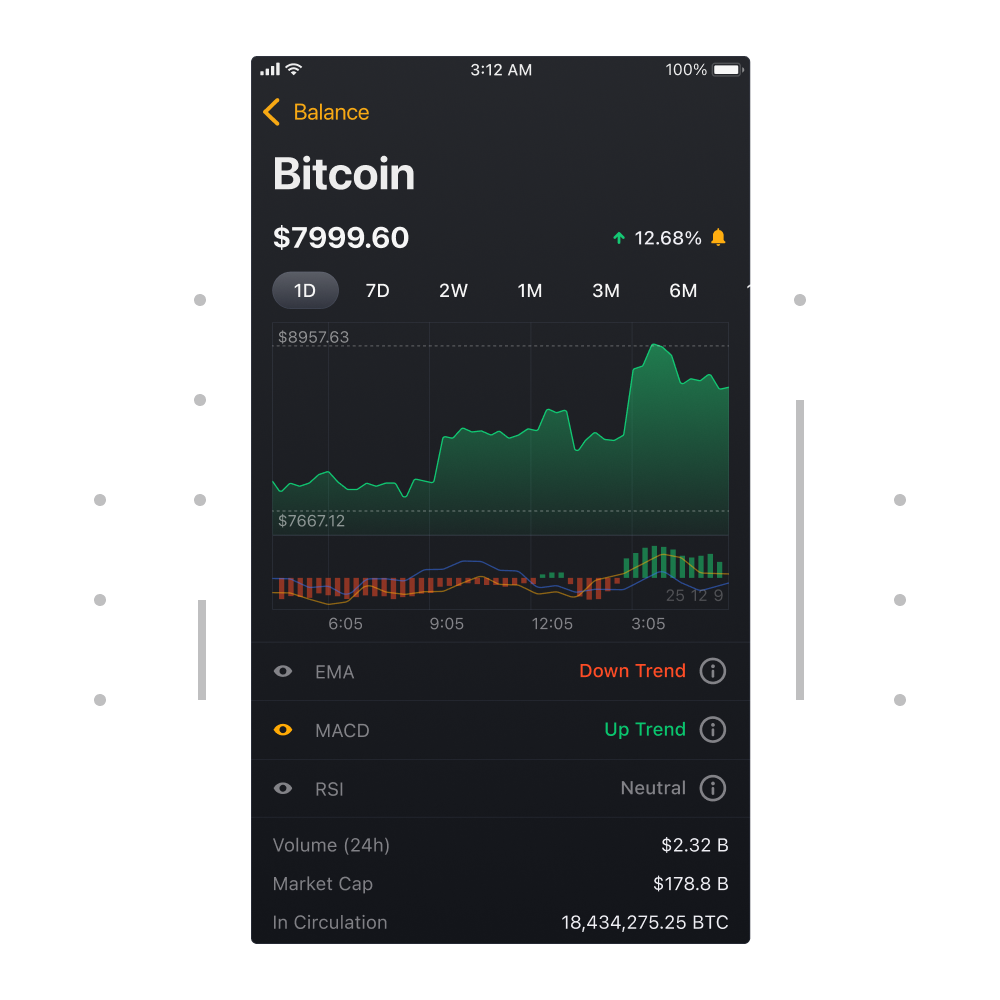 3:12 AM 100%
Balance
Bitcoin
$7999.60 12.68%
1D 7D 2W 1M 3M 6M
$8957.63
$7667.12
25 12 9
6:05 9:05 12:05 3:05
EMA Down Trend
MACD Up Trend
RSI Neutral
Volume (24h) $2.32 B
Market Cap $178.8 B
In Circulation 18,434,275.25 BTC